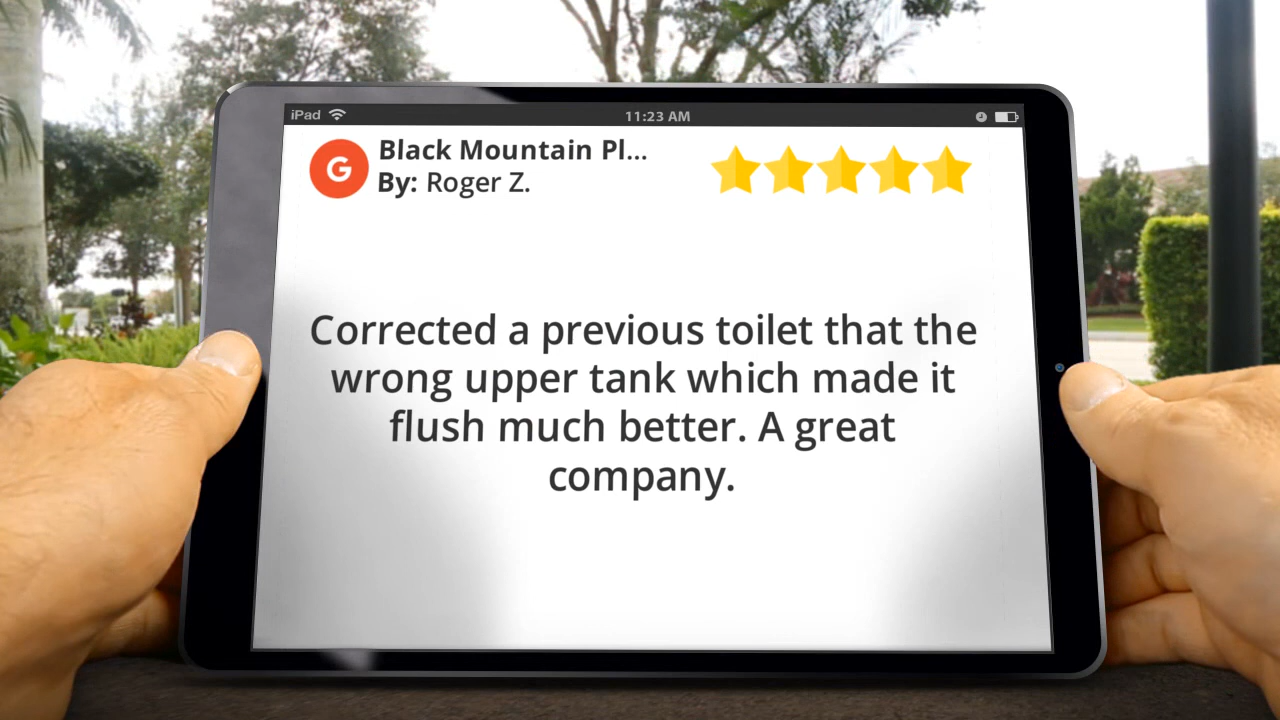 iPad 11:23 AM
G
Black Mountain Pl...
By: Roger Z.
Corrected a previous toilet that the
wrong upper tank which made it
flush much better. A great
company.